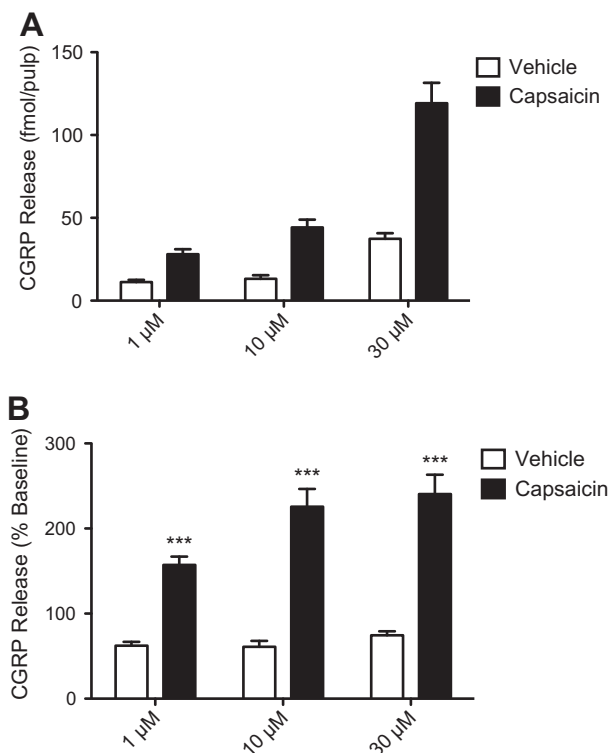 A
CGRP Release (fmol/pulp)
150
100
50
0
Vehicle
Capsaicin
1 µM
10 µM
30 µM
B
CGRP Release (% Baseline)
300
200
100
0
***
***
***
Vehicle
Capsaicin
1 µM
10 µM
30 µM